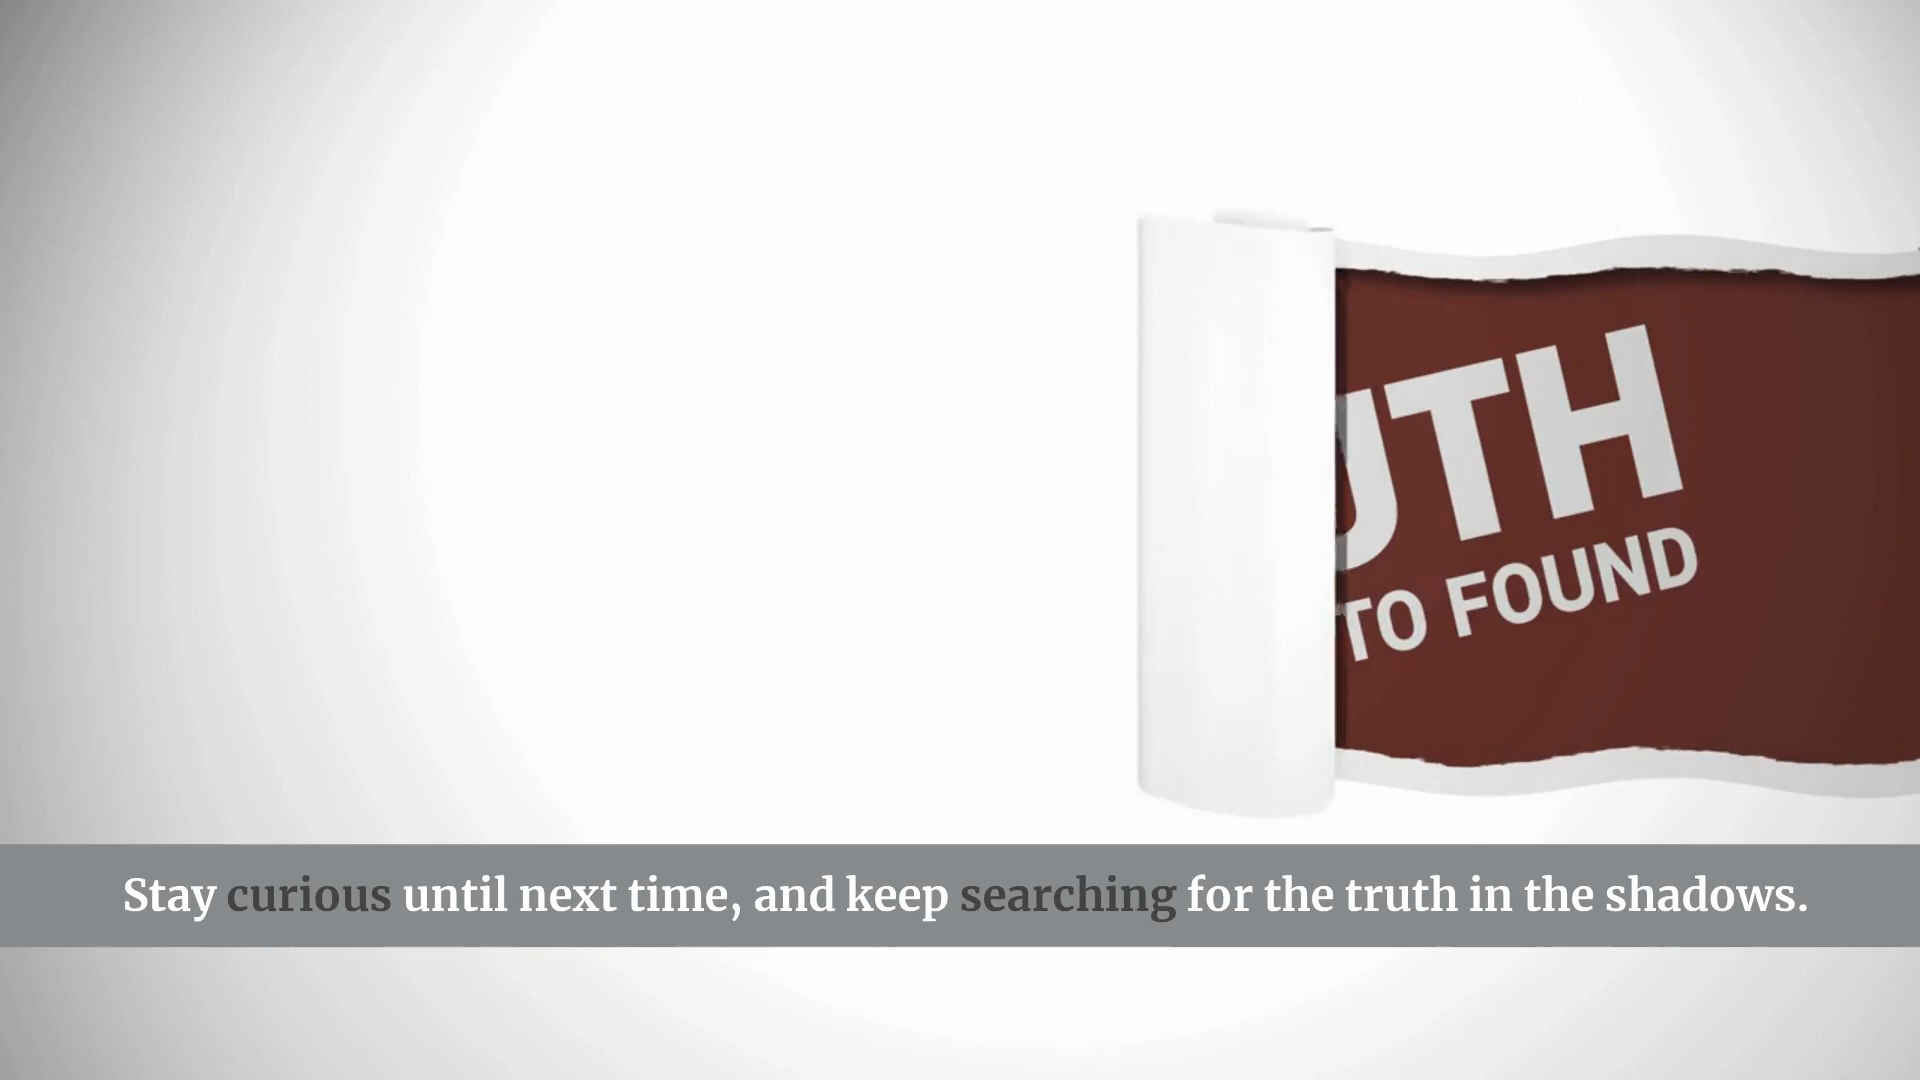 UTH
TO FOUND
Stay curious until next time, and keep searching for the truth in the shadows.